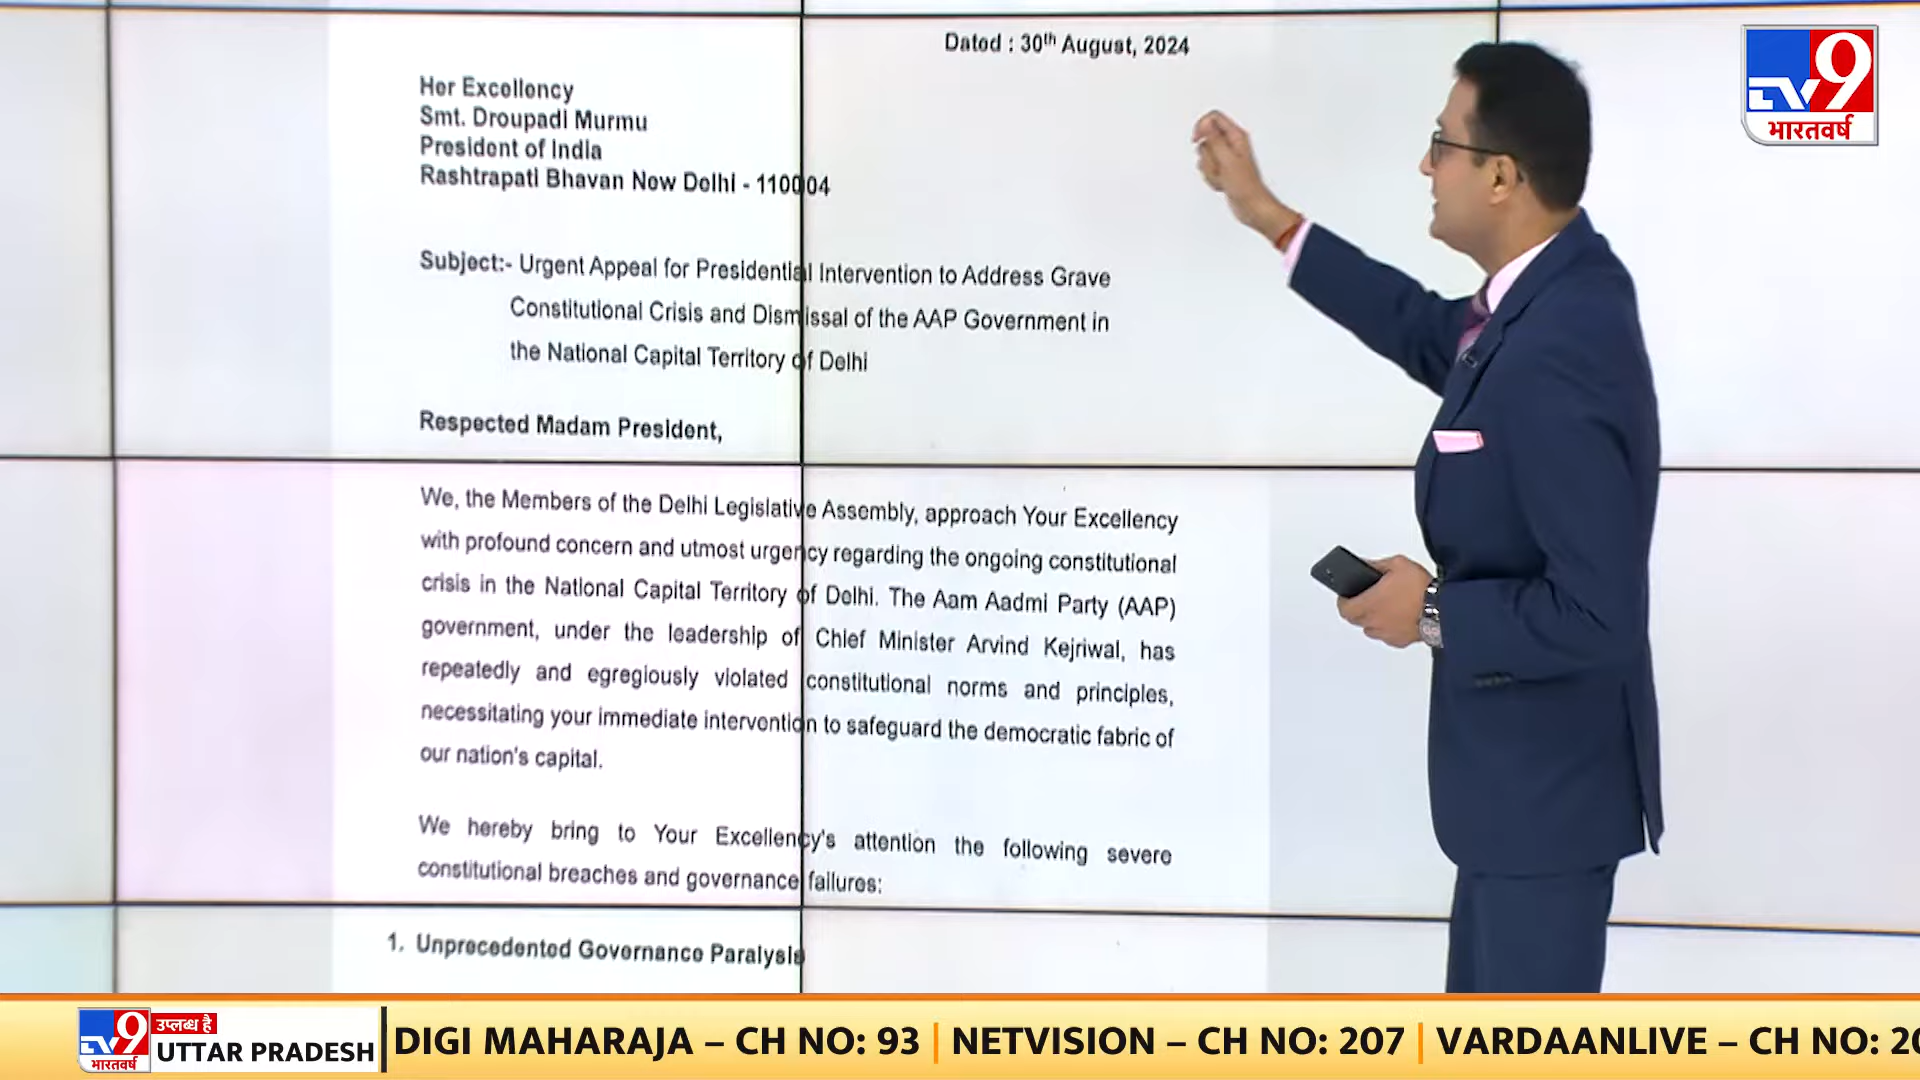 Dated : 30th August, 2024
Her Excellency
Smt. Droupadi Murmu
President of India
Rashtrapati Bhavan New Delhi - 110004
Subject:- Urgent Appeal for Presidential Intervention to Address Grave
Constitutional Crisis and Dismissal of the AAP Government in
the National Capital Territory of Delhi
Respected Madam President,
We, the Members of the Delhi Legislative Assembly, approach Your Excellency
with profound concern and utmost urgency regarding the ongoing constitutional
crisis in the National Capital Territory of Delhi. The Aam Aadmi Party (AAP)
government, under the leadership of Chief Minister Arvind Kejriwal, has
repeatedly and egregiously violated constitutional norms and principles,
necessitating your immediate intervention to safeguard the democratic fabric of
our nation's capital.
We hereby bring to Your Excellency's attention the following severe
constitutional breaches and governance failures:
1. Unprecedented Governance Paralysis
TV9
भारतवर्ष
TV9
भारतवर्ष
उप्लब्ध है
UTTAR PRADESH
DIGI MAHARAJA – CH NO: 93 | NETVISION – CH NO: 207 | VARDAANLIVE – CH NO: 20